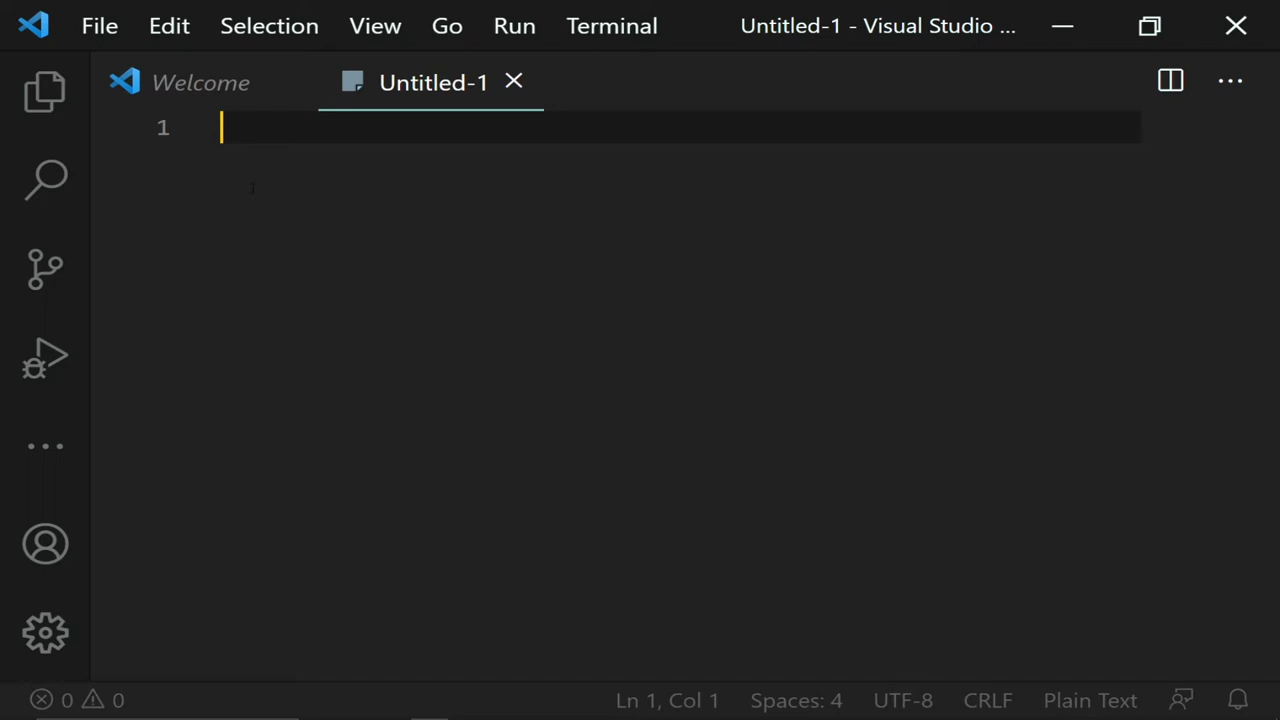 File Edit Selection View Go Run Terminal Untitled-1 - Visual Studio ...
Welcome Untitled-1
1
0 0 Ln 1, Col 1 Spaces: 4 UTF-8 CRLF Plain Text